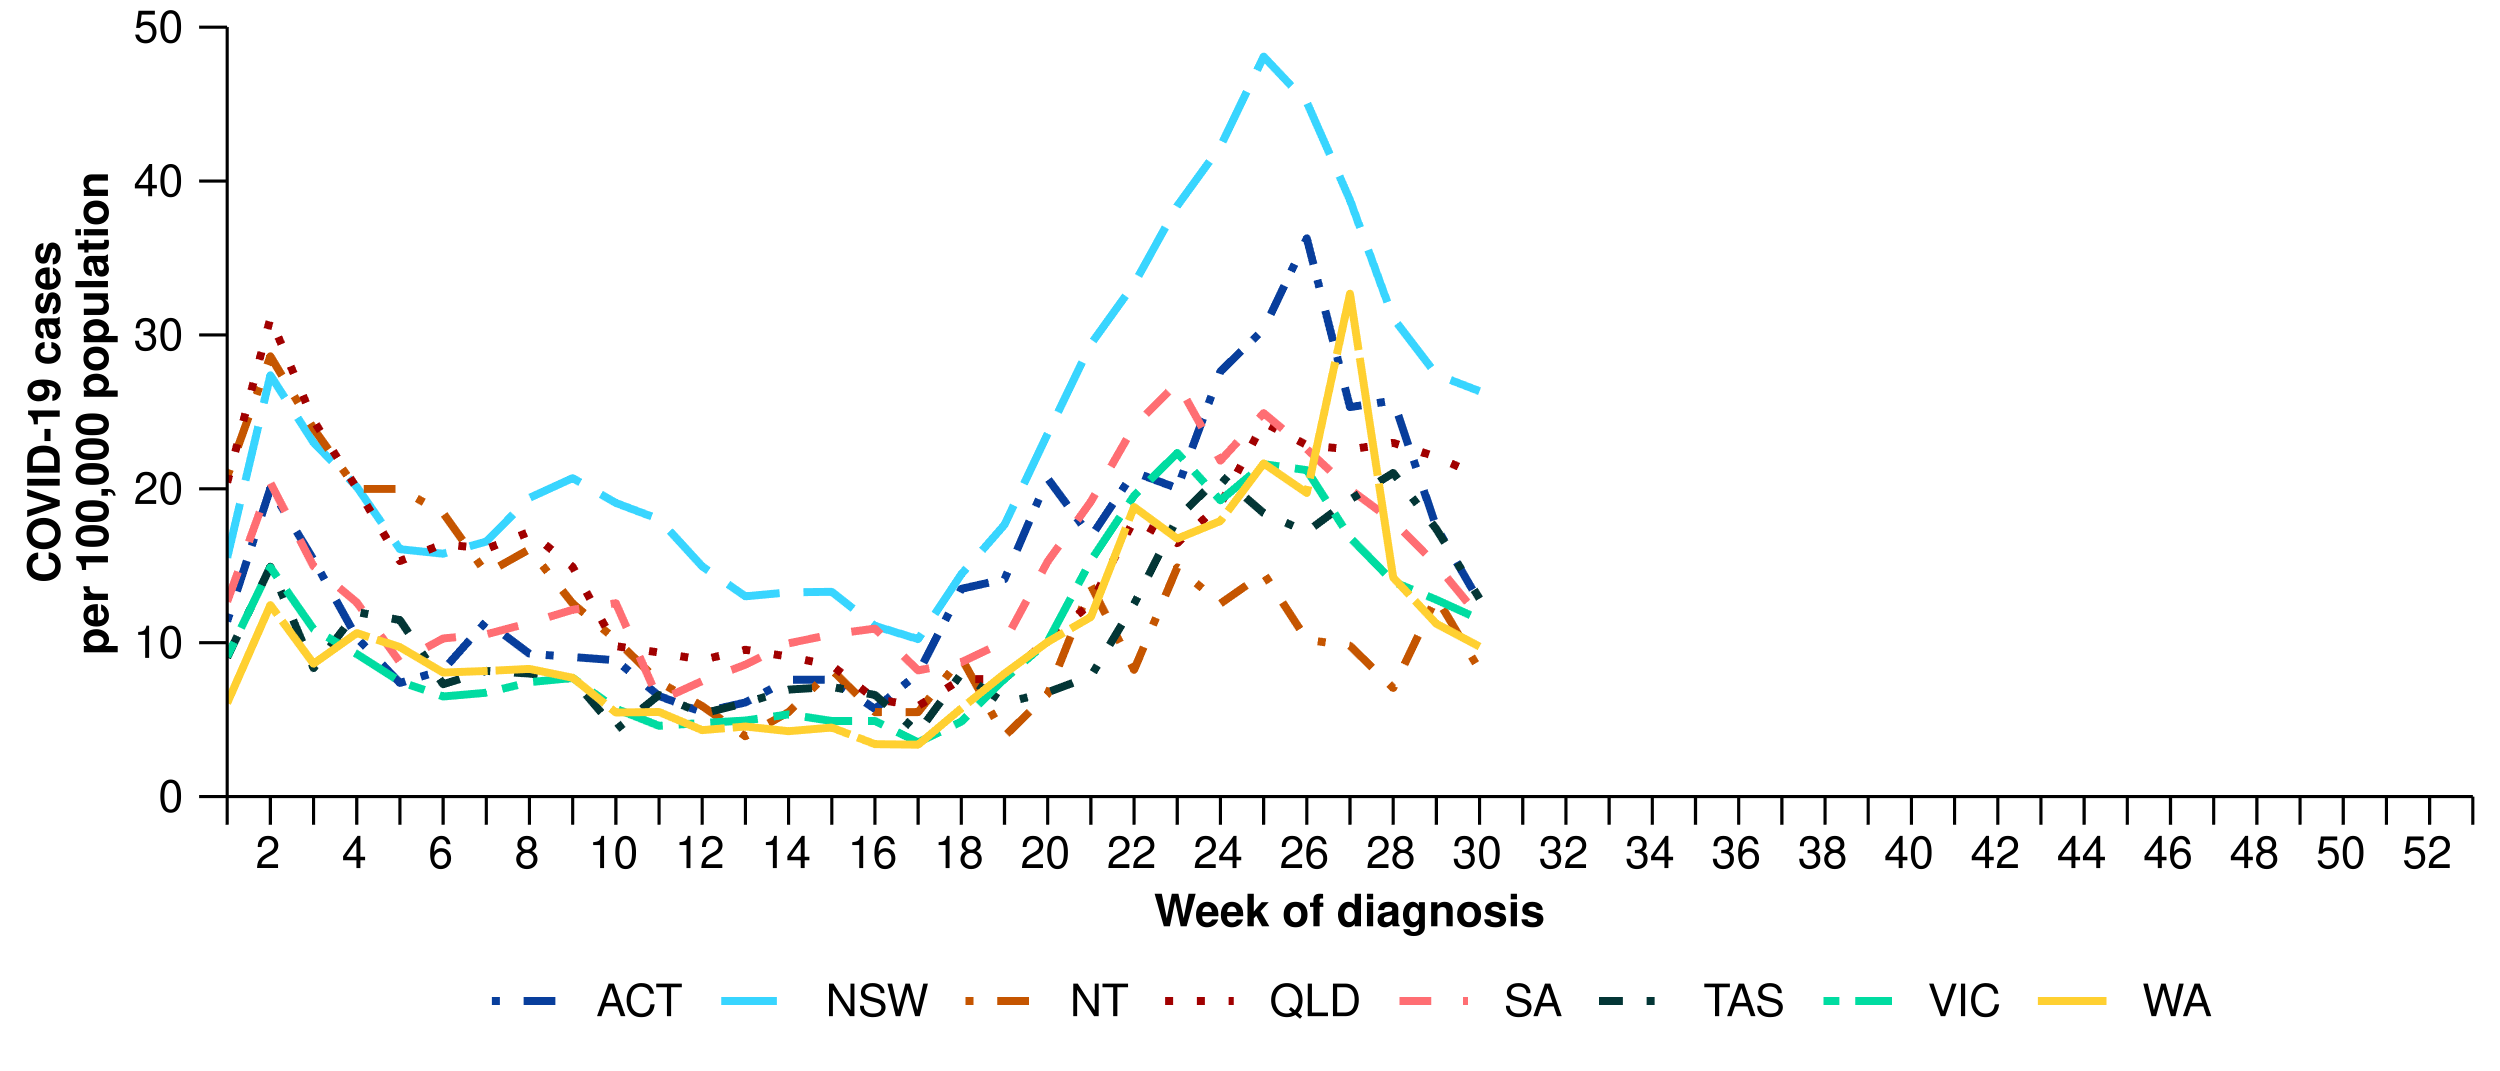 50
40
30
20
10
0
COVID-19 cases
per 100,000 population
2 4 6 8 10 12 14 16 18 20 22 24 26 28 30 32 34 36 38 40 42 44 46 48 50 52
Week of diagnosis
ACT NSW NT QLD SA TAS VIC WA